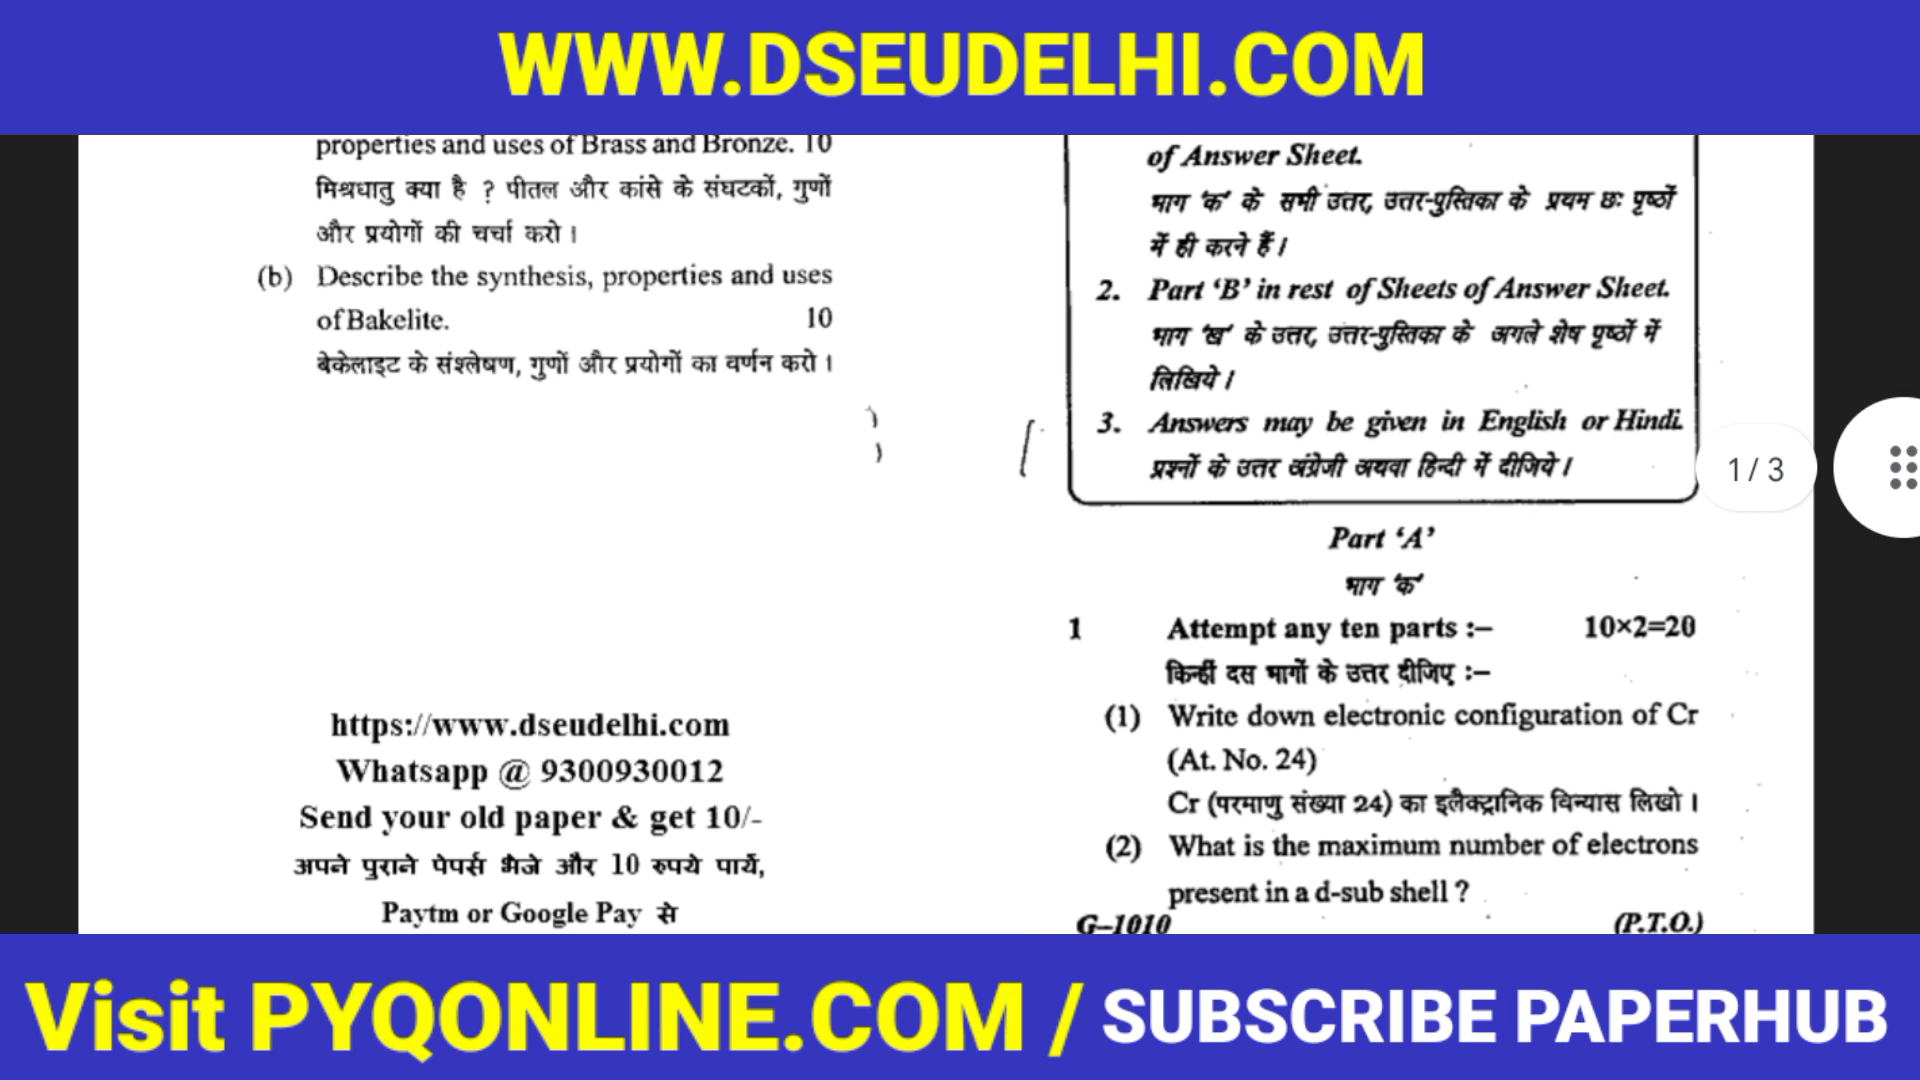 WWW.DSEUDELHI.COM
properties and uses of Brass and Bronze. 10
मिश्रधातु क्या है ? पीतल और कांसे के संघटकों, गुणों
और प्रयोगों की चर्चा करो ।
(b) Describe the synthesis, properties and uses
of Bakelite. 10
बेकेलाइट के संश्लेषण, गुणों और प्रयोगों का वर्णन करो ।
https://www.dseudelhi.com
Whatsapp @ 9300930012
Send your old paper & get 10/-
अपने पुराने पेपर्स भेजे और 10 रुपये पायें,
Paytm or Google Pay से
of Answer Sheet.
भाग 'क' के सभी उत्तर, उत्तर-पुस्तिका के प्रथम छः पृष्ठों
में ही करने हैं ।
2. Part 'B' in rest of Sheets of Answer Sheet.
भाग 'ख' के उत्तर, उत्तर-पुस्तिका के अगले शेष पृष्ठों में
लिखिये ।
3. Answers may be given in English or Hindi.
प्रश्नों के उत्तर अंग्रेजी अथवा हिन्दी में दीजिये ।
1 / 3
Part 'A'
भाग 'क'
1 Attempt any ten parts :– 10×2=20
किन्हीं दस भागों के उत्तर दीजिए :–
(1) Write down electronic configuration of Cr
(At. No. 24)
Cr (परमाणु संख्या 24) का इलैक्ट्रानिक विन्यास लिखो ।
(2) What is the maximum number of electrons
present in a d-sub shell ?
G–1010 (P.T.O.)
Visit PYQONLINE.COM / SUBSCRIBE PAPERHUB